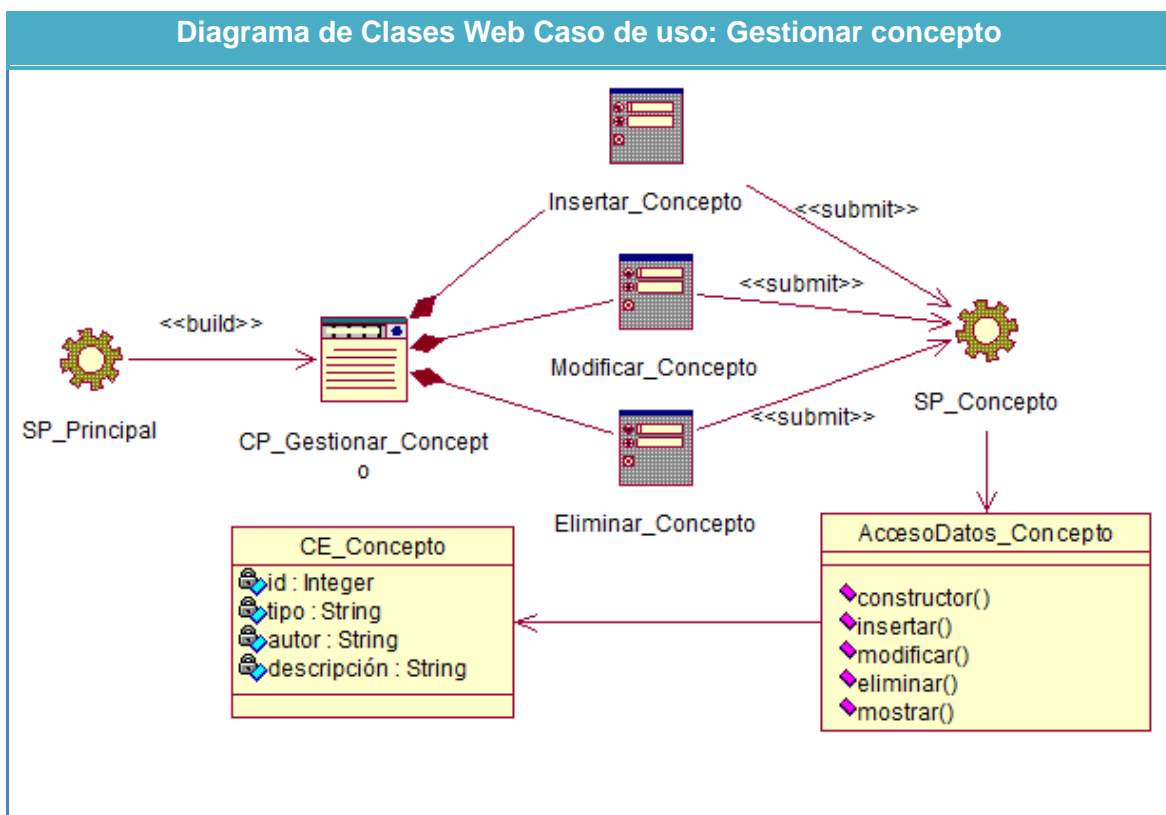 Diagrama de Clases Web Caso de uso: Gestionar concepto
Insertar_Concepto
<<submit>>
<<submit>>
<<build>>
Modificar_Concepto
SP_Concepto
<<submit>>
SP_Principal
CP_Gestionar_Concept
o
Eliminar_Concepto
CE_Concepto
id : Integer
tipo : String
autor : String
descripción : String
AccesoDatos_Concepto
constructor()
insertar()
modificar()
eliminar()
mostrar()